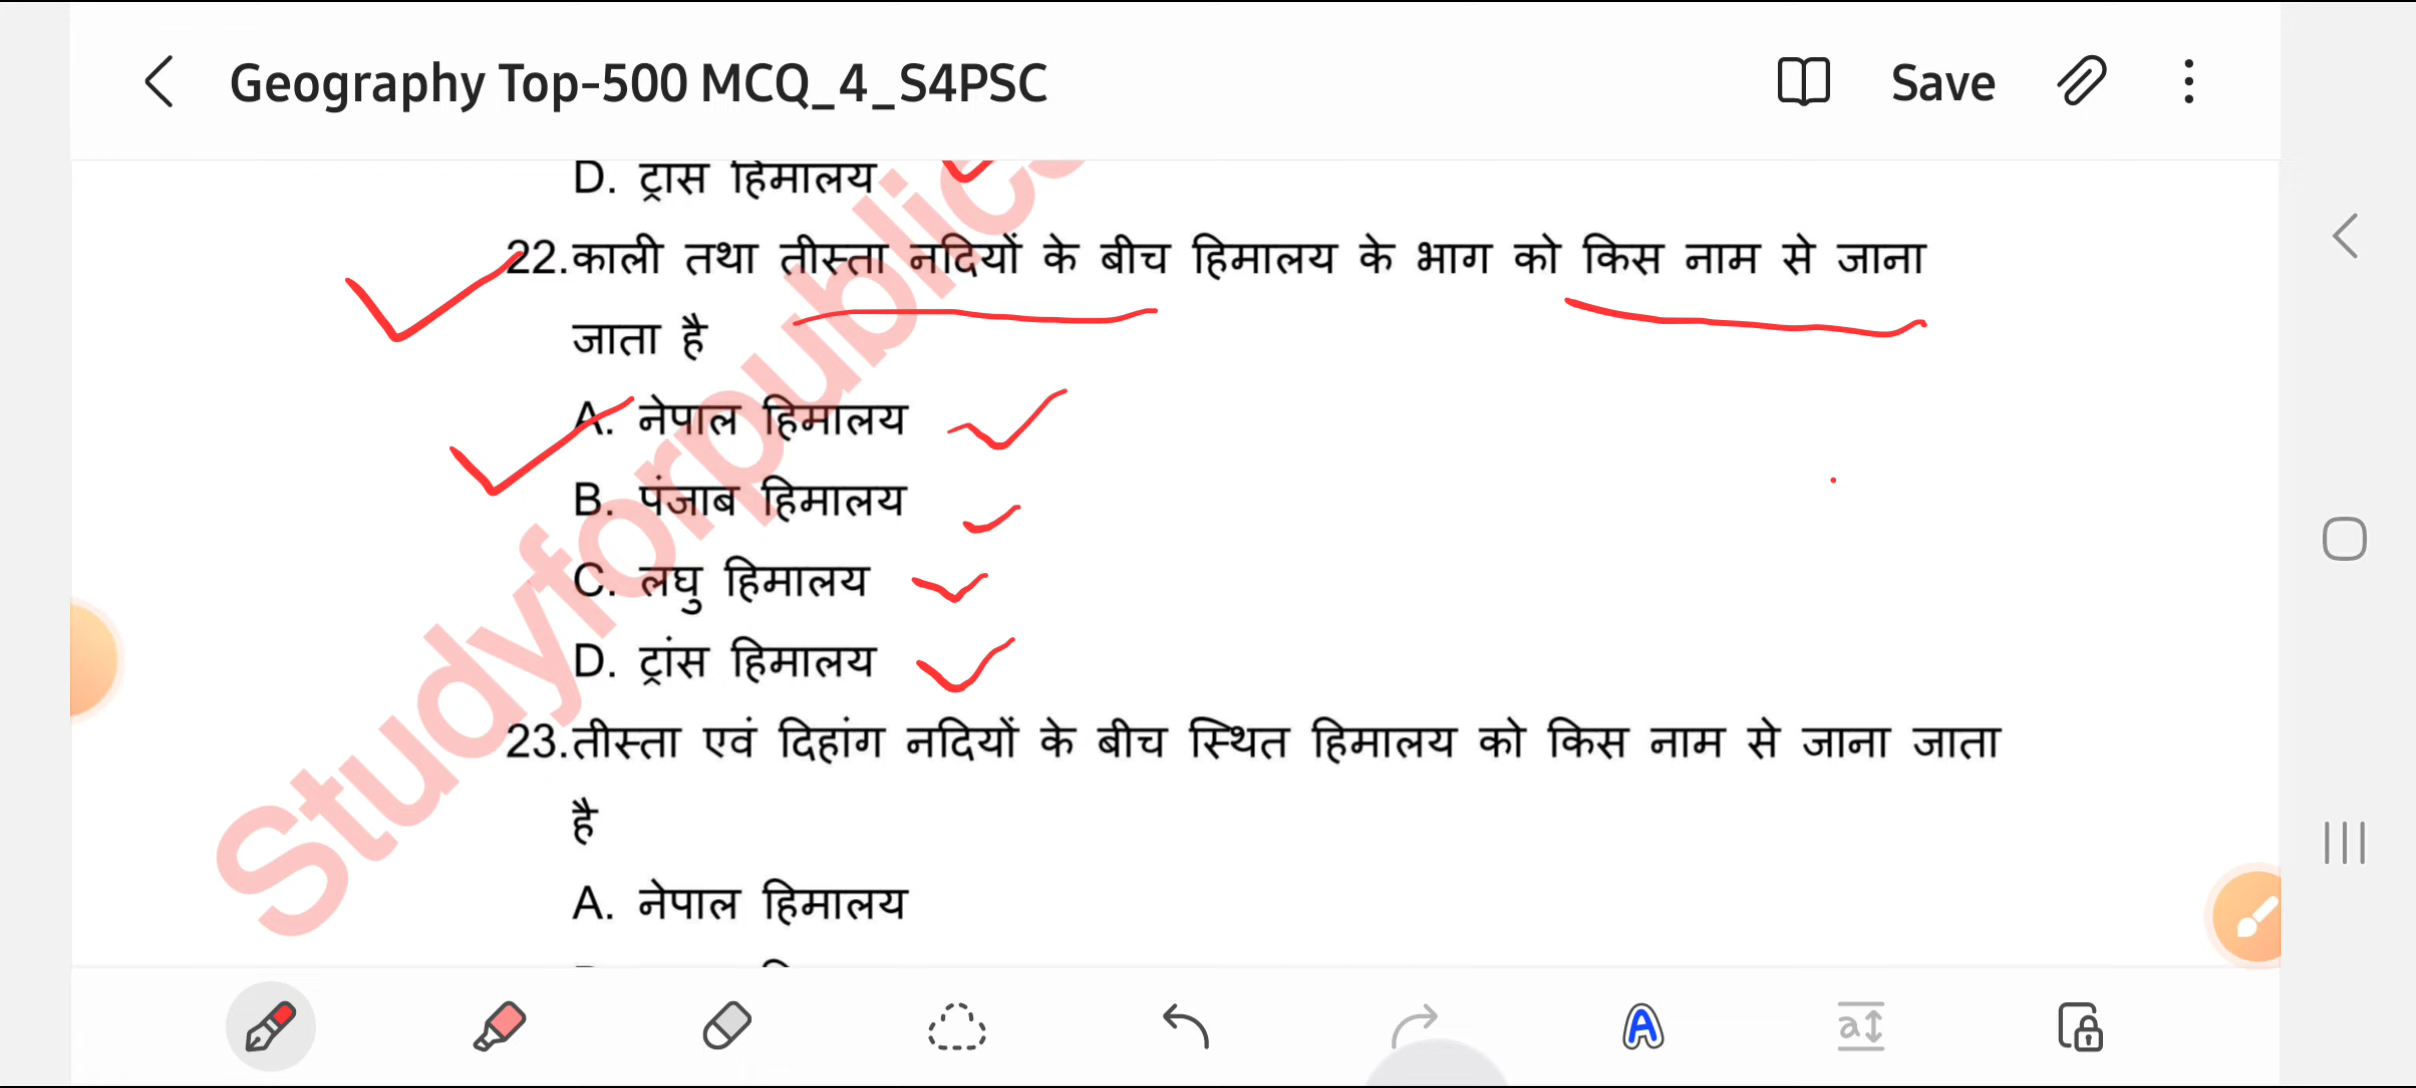 Geography Top-500 MCQ_4_S4PSC
Save
D. ट्रांस हिमालय
22.काली तथा तीस्ता नदियों के बीच हिमालय के भाग को किस नाम से जाना
जाता है
A. नेपाल हिमालय
B. पंजाब हिमालय
C. लघु हिमालय
D. ट्रांस हिमालय
23.तीस्ता एवं दिहांग नदियों के बीच स्थित हिमालय को किस नाम से जाना जाता
है
A. नेपाल हिमालय
Studyforpublic